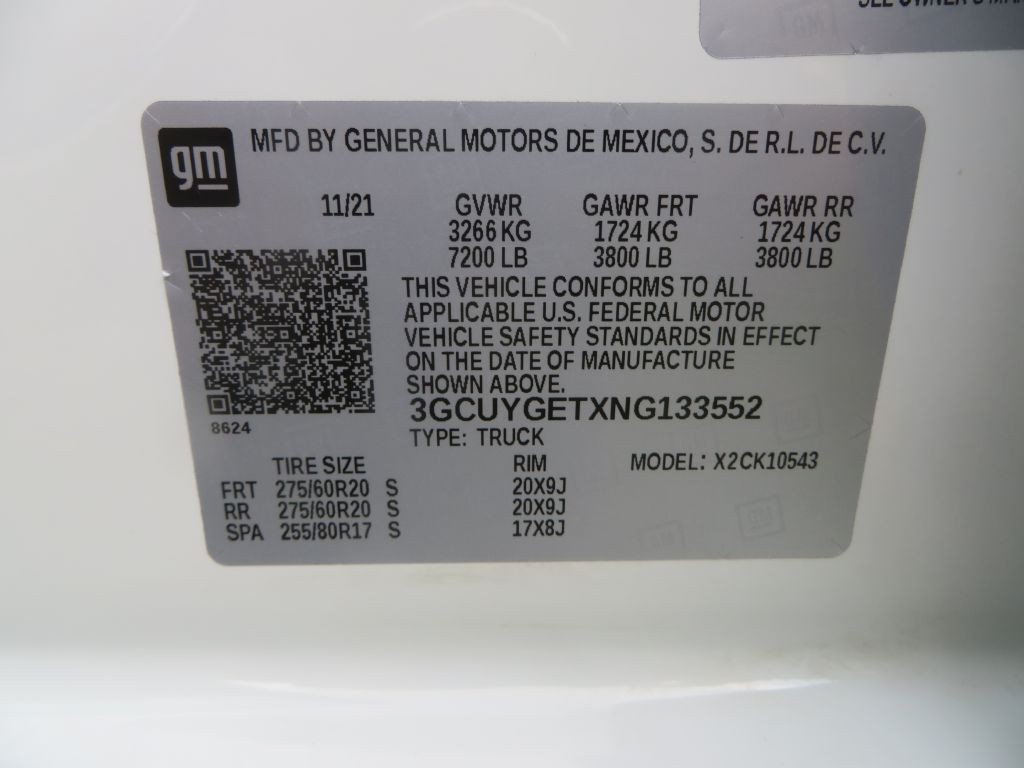 gm
MFD BY GENERAL MOTORS DE MEXICO, S. DE R.L. DE C.V.
11/21 GVWR GAWR FRT GAWR RR
3266 KG 1724 KG 1724 KG
7200 LB 3800 LB 3800 LB
THIS VEHICLE CONFORMS TO ALL
APPLICABLE U.S. FEDERAL MOTOR
VEHICLE SAFETY STANDARDS IN EFFECT
ON THE DATE OF MANUFACTURE
SHOWN ABOVE.
3GCUYGETXNG133552
8624
TYPE: TRUCK
TIRE SIZE RIM MODEL: X2CK10543
FRT 275/60R20 S 20X9J
RR 275/60R20 S 20X9J
SPA 255/80R17 S 17X8J